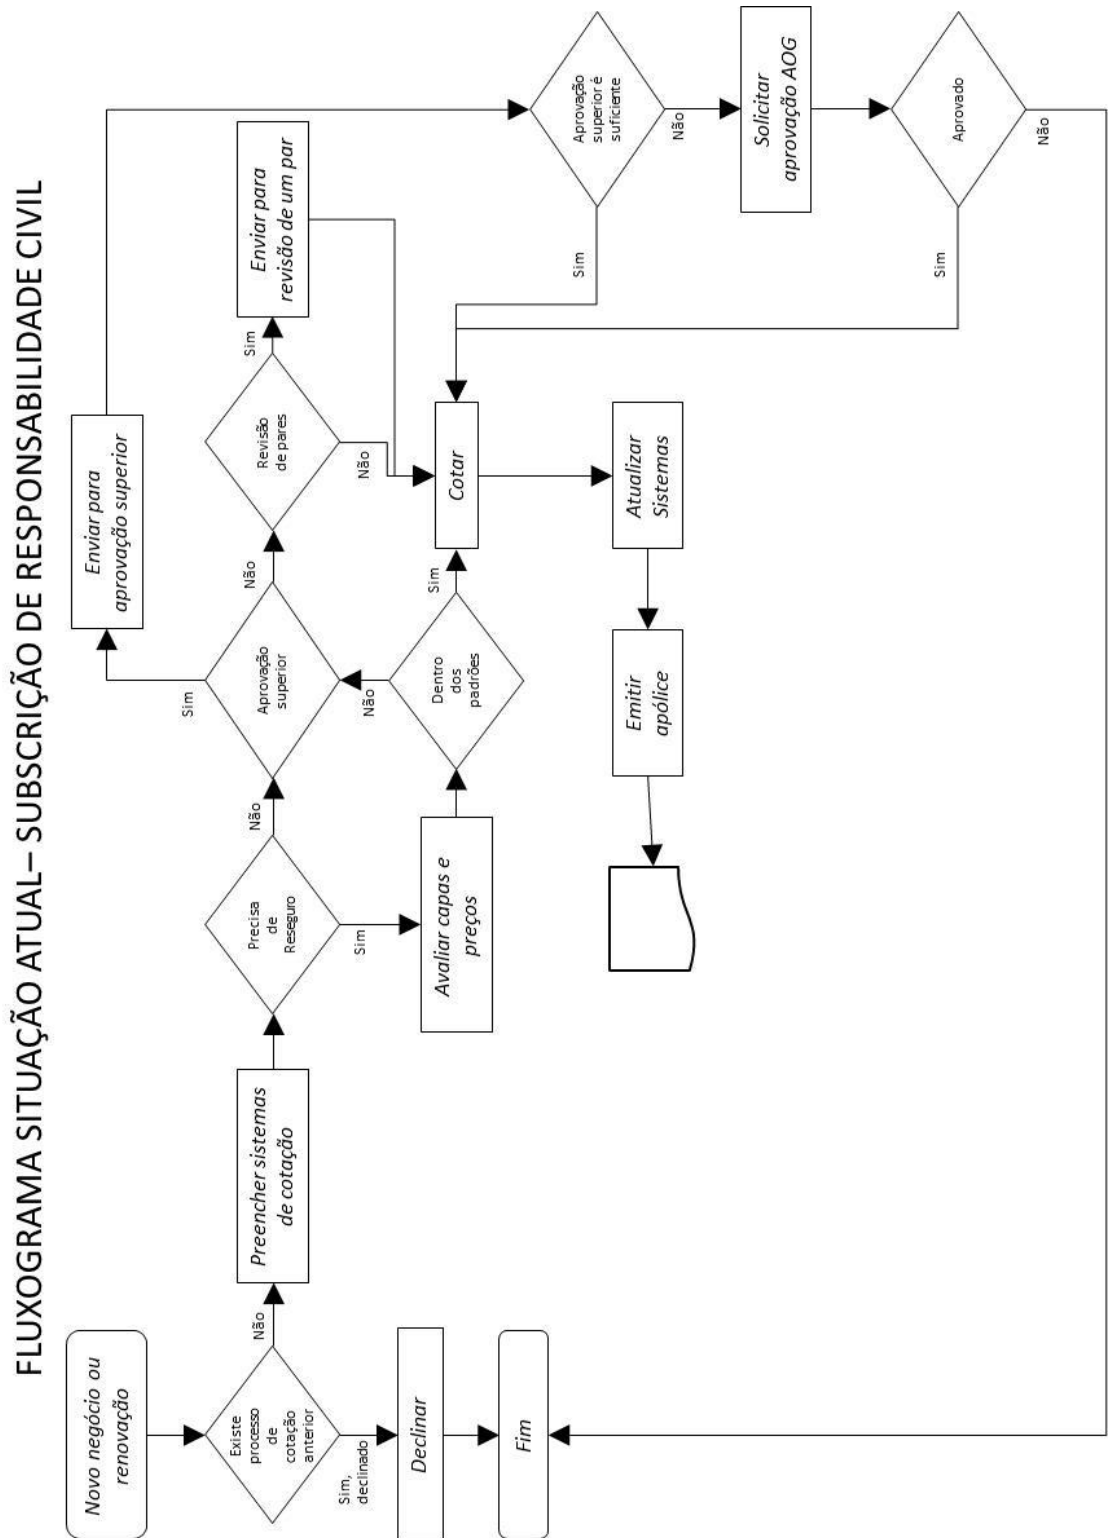 FLUXOGRAMA SITUAÇÃO ATUAL– SUBSCRIÇÃO DE RESPONSABILIDADE CIVIL
Novo negócio ou
renovação
Existe
processo
de
cotação
anterior
Não
Sim,
declinado
Declinar
Fim
Preencher sistemas
de cotação
Precisa
de
Reseguro
Não
Sim
Avaliar capas e
preços
Dentro
dos
padrões
Não
Sim
Aprovação
superior
Sim
Não
Enviar para
aprovação superior
Revisão
de pares
Sim
Não
Enviar para
revisão de um par
Cotar
Atualizar
Sistemas
Emitir
apólice
Aprovação
superior é
suficiente
Sim
Não
Solicitar
aprovação AOG
Aprovado
Sim
Não